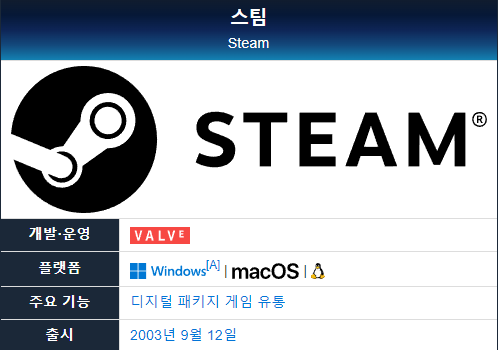 스팀
Steam
STEAM®
개발·운영 VALVE
플랫폼 Windows[A] | macOS |
주요 기능 디지털 패키지 게임 유통
출시 2003년 9월 12일